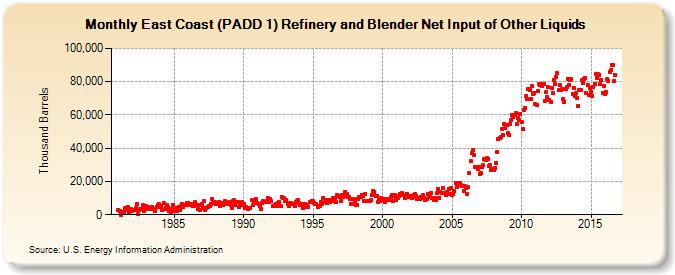 Monthly East Coast (PADD 1) Refinery and Blender Net Input of Other Liquids
Thousand Barrels
100,000
80,000
60,000
40,000
20,000
0
1985 1990 1995 2000 2005 2010 2015
Source: U.S. Energy Information Administration